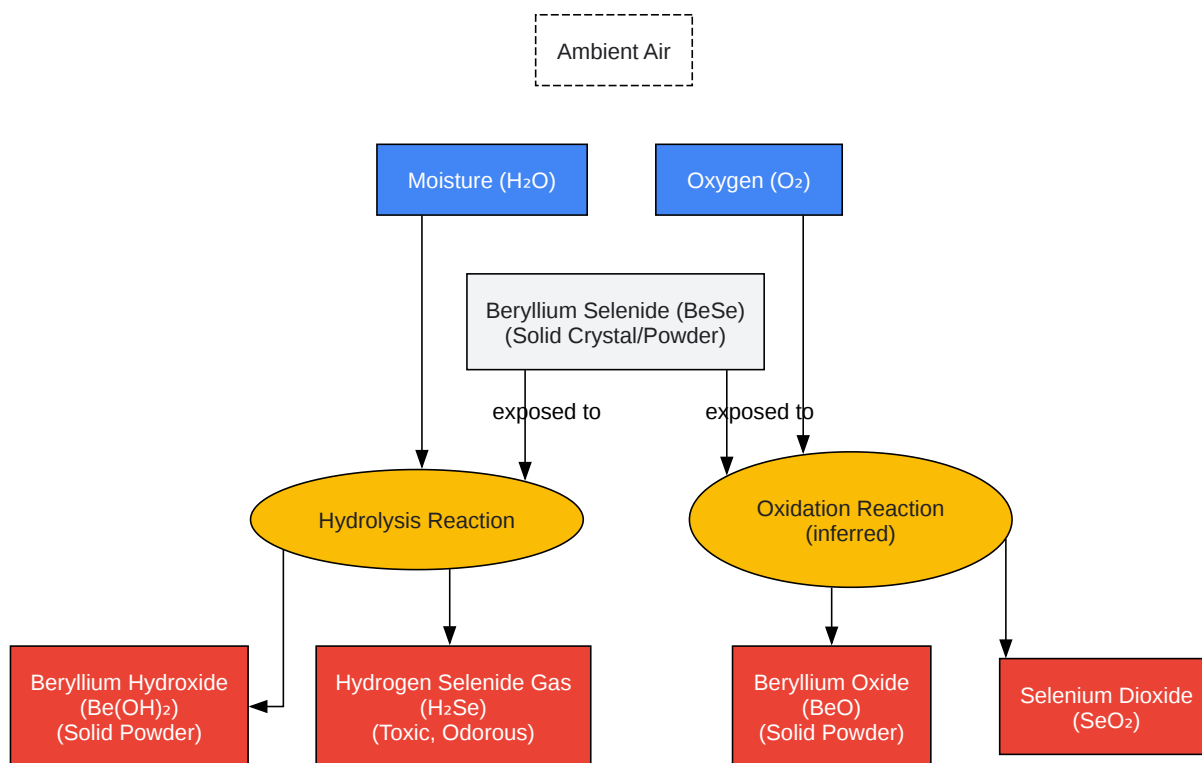 Ambient Air
Moisture (H₂O)
Oxygen (O₂)
Beryllium Selenide (BeSe)
(Solid Crystal/Powder)
exposed to
exposed to
Hydrolysis Reaction
Oxidation Reaction
(inferred)
Beryllium Hydroxide
(Be(OH)₂)
(Solid Powder)
Hydrogen Selenide Gas
(H₂Se)
(Toxic, Odorous)
Beryllium Oxide
(BeO)
(Solid Powder)
Selenium Dioxide
(SeO₂)